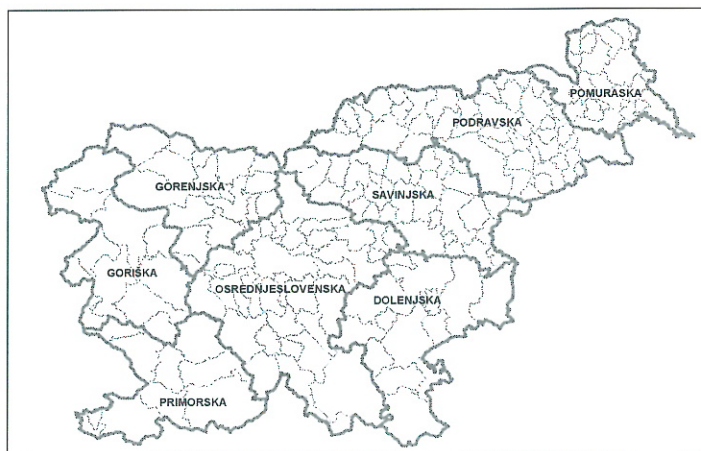 POMURASKA
PODRAVSKA
GORENJSKA
SAVINJSKA
GORIŠKA
OSREDNJESLOVENSKA
DOLENJSKA
PRIMORSKA